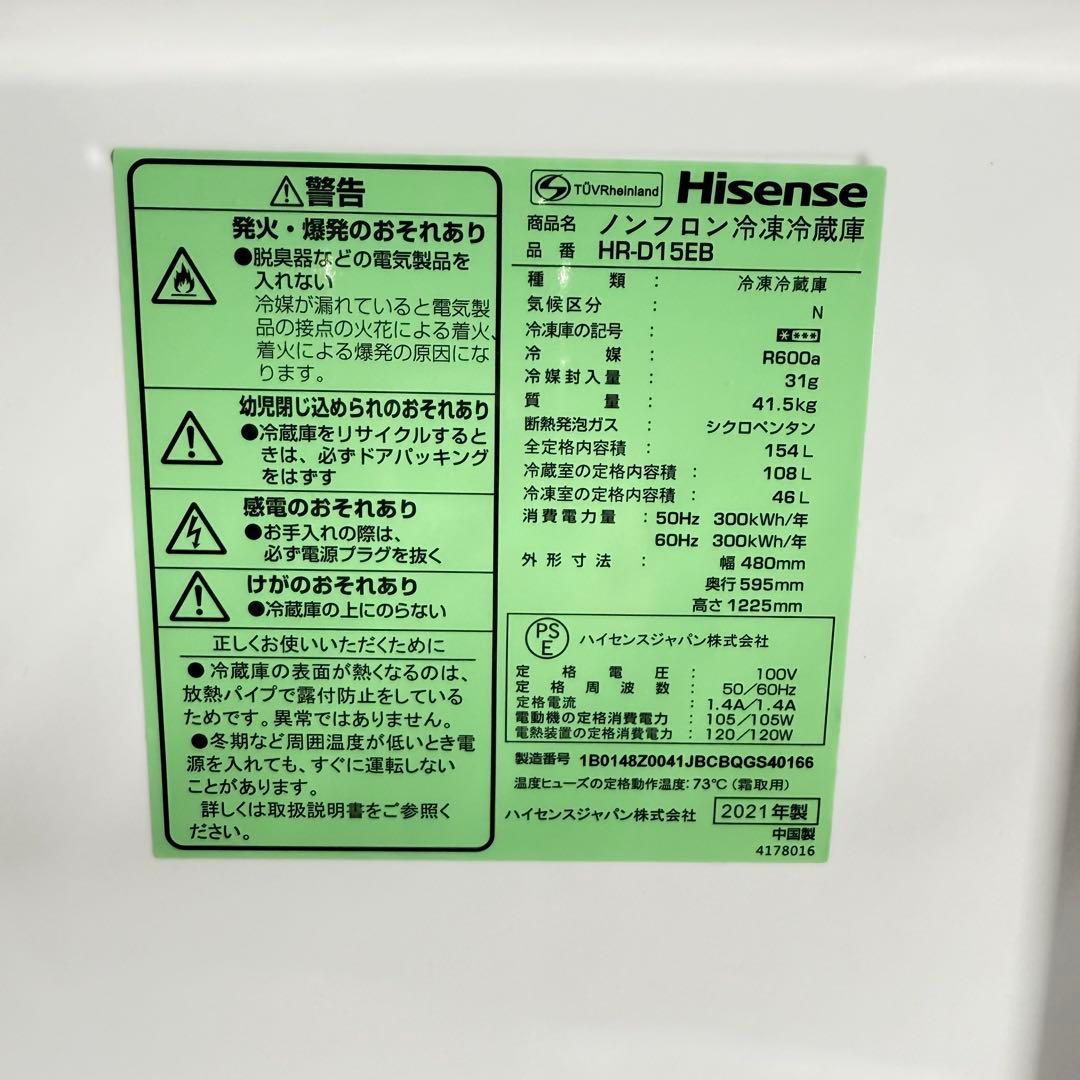 ⚠警告
発火・爆発のおそれあり
●脱臭器などの電気製品を
入れない
冷媒が漏れていると電気製
品の接点の火花による着火、
着火による爆発の原因にな
ります。
幼児閉じ込められのおそれあり
●冷蔵庫をリサイクルすると
きは、必ずドアパッキング
をはずす
感電のおそれあり
●お手入れの際は、
必ず電源プラグを抜く
けがのおそれあり
●冷蔵庫の上にのらない
正しくお使いいただくために
●冷蔵庫の表面が熱くなるのは、
放熱パイプで露付防止をしている
ためです。異常ではありません。
●冬期など周囲温度が低いとき電
源を入れても、すぐに運転しない
ことがあります。
詳しくは取扱説明書をご参照く
ださい。
TÜVRheinland Hisense
商品名 ノンフロン冷凍冷蔵庫
品番 HR-D15EB
種類: 冷凍冷蔵庫
気候区分: N
冷凍庫の記号: ****
冷媒: R600a
冷媒封入量: 31g
質量: 41.5kg
断熱発泡ガス: シクロペンタン
全定格内容積: 154L
冷蔵室の定格内容積: 108L
冷凍室の定格内容積: 46L
消費電力量: 50Hz 300kWh/年
60Hz 300kWh/年
外形寸法: 幅480mm
奥行595mm
高さ1225mm
PSE ハイセンスジャパン株式会社
定格電圧: 100V
定格周波数: 50/60Hz
定格電流: 1.4A/1.4A
電動機の定格消費電力: 105/105W
電熱装置の定格消費電力: 120/120W
製造番号 1B0148Z0041JBCBQGS40166
温度ヒューズの定格動作温度:73℃(霜取用)
ハイセンスジャパン株式会社 2021年製
中国製
4178016